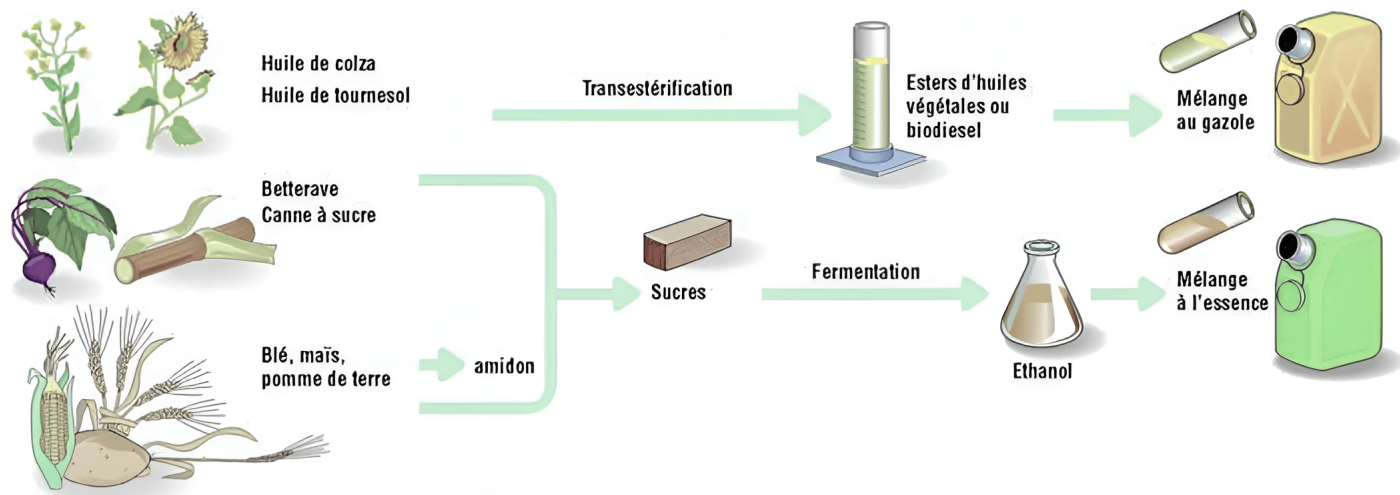 Huile de colza
Huile de tournesol
Transestérification
Esters d'huiles
végétales ou
biodiesel
Mélange
au gazole
Betterave
Canne à sucre
Sucres
Fermentation
Ethanol
Mélange
à l'essence
Blé, maïs,
pomme de terre
amidon